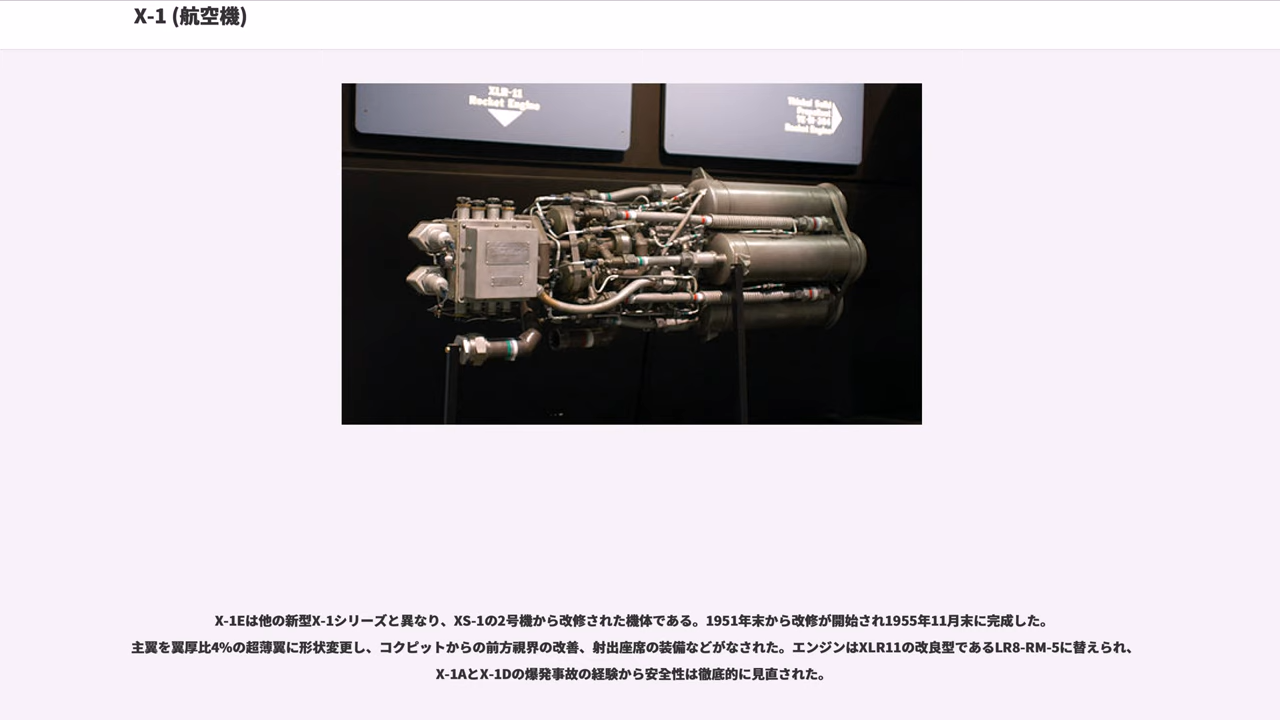 X-1 (航空機)
XLR-11
Rocket Engine
Rocket Engine
X-1Eは他の新型X-1シリーズと異なり、XS-1の2号機から改修された機体である。1951年末から改修が開始され1955年11月末に完成した。
主翼を翼厚比4%の超薄翼に形状変更し、コクピットからの前方視界の改善、射出座席の装備などがなされた。エンジンはXLR11の改良型であるLR8-RM-5に替えられ、
X-1AとX-1Dの爆発事故の経験から安全性は徹底的に見直された。